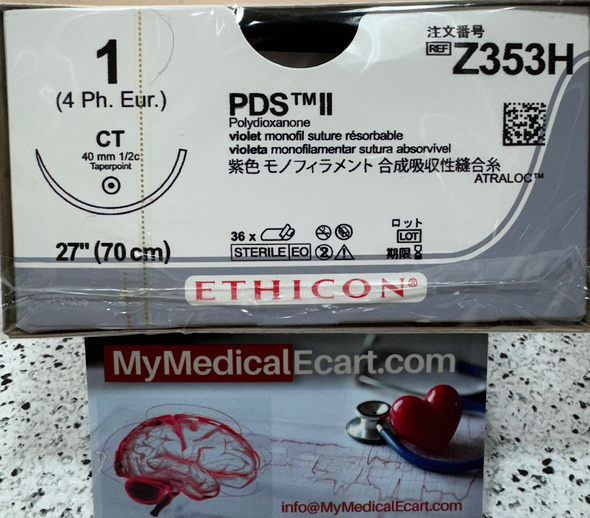 1
(4 Ph. Eur.)
CT
40 mm 1/2c
Taperpoint
27" (70 cm)
PDS™II
Polydioxanone
violet monofil suture résorbable
violeta monofilamentar sutura absorvível
紫色 モノフィラメント 合成吸収性縫合糸
36 x
STERILE EO
注文番号
REF Z353H
ATRALOC™
ロット
LOT
期限
ETHICON®
MyMedicalEcart.com
info@MyMedicalEcart.com